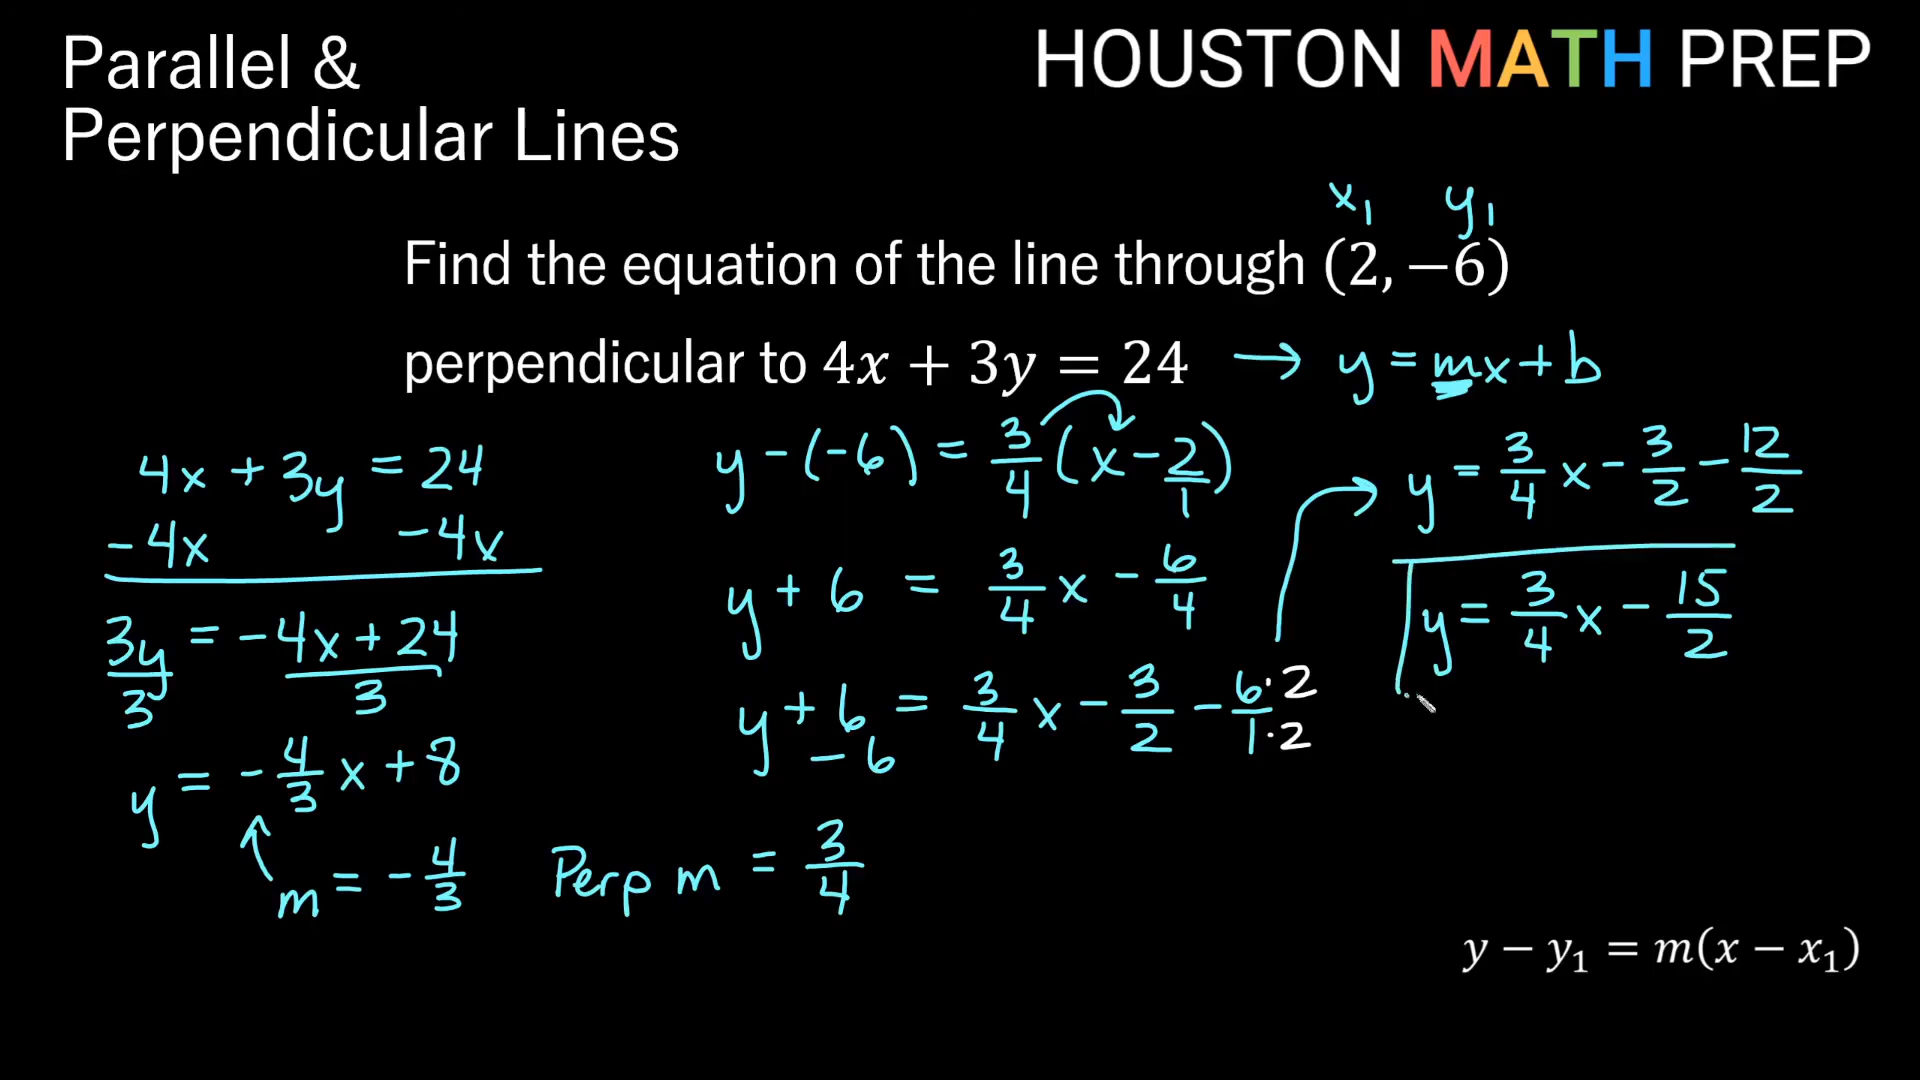 Parallel &
Perpendicular Lines
HOUSTON MATH PREP
x₁ y₁
Find the equation of the line through (2, −6)
perpendicular to 4x + 3y = 24 → y = mx + b
4x + 3y = 24
−4x −4x
3y/3 = (−4x + 24)/3
y = −4/3 x + 8
m = −4/3
Perp m = 3/4
y − (−6) = 3/4 (x − 2/1)
y + 6 = 3/4 x − 6/4
y + 6 = 3/4 x − 3/2 − 6·2/1·2
− 6
y = 3/4 x − 3/2 − 12/2
y = 3/4 x − 15/2
y − y₁ = m(x − x₁)